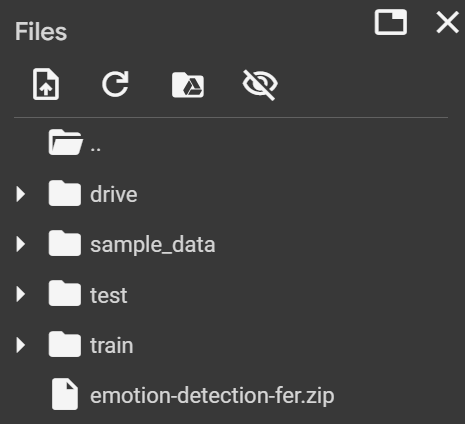 Files
..
drive
sample_data
test
train
emotion-detection-fer.zip